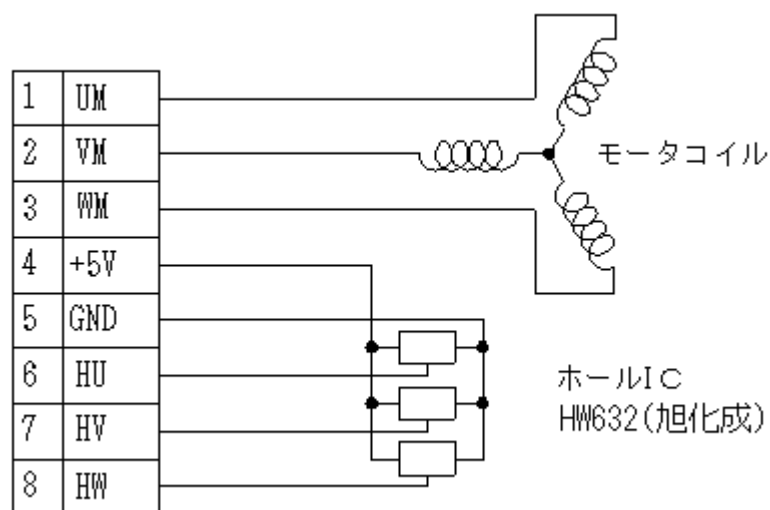 1 UM
2 VM
3 WM
4 +5V
5 GND
6 HU
7 HV
8 HW
モータコイル
ホールIC
HW632(旭化成)